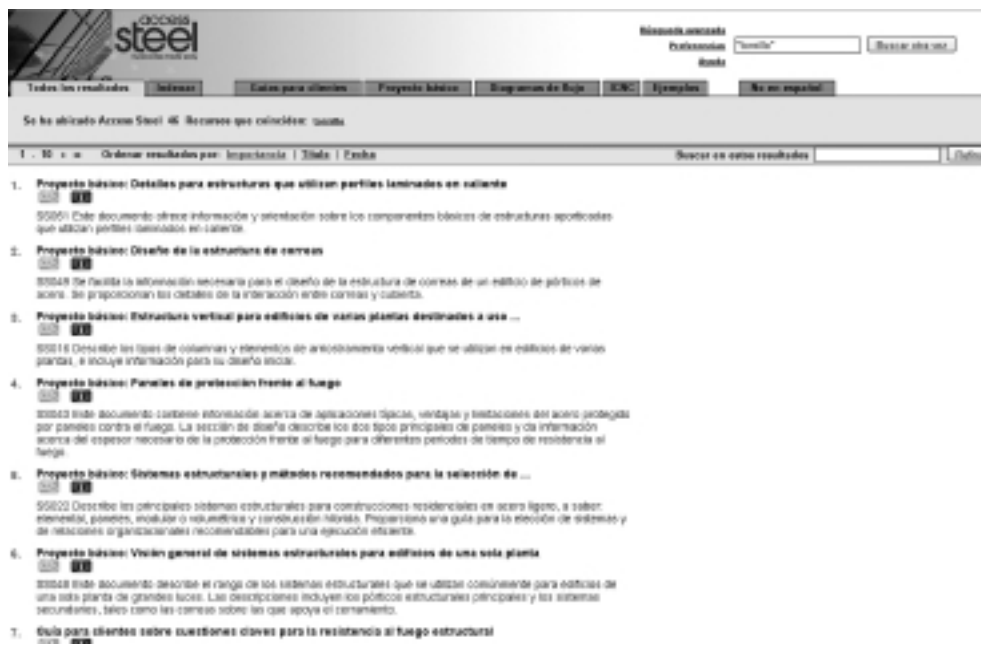 access
steel
Búsqueda avanzada
Preferencias
"tornillo"
Buscar otra vez
Ayuda
Todos los resultados
Indexar
Guías para clientes
Proyecto básico
Diagramas de flujo
ICNC
Ejemplos
No en español
Se ha ubicado Access Steel 46 Recursos que coinciden: tornillo
1 - 10
Ordenar resultados por: Importancia | Título | Fecha
Buscar en estos resultados
1. Proyecto básico: Detalles para estructuras que utilizan perfiles laminados en caliente
SS051 Este documento ofrece información y orientación sobre los componentes básicos de estructuras aporticadas
que utilizan perfiles laminados en caliente.
2. Proyecto básico: Diseño de la estructura de correas
SS049 Se facilita la información necesaria para el diseño de la estructura de correas de un edificio de pórticos de
acero. Se proporcionan los detalles de la interacción entre correas y cubierta.
3. Proyecto básico: Estructura vertical para edificios de varias plantas destinados a uso ...
SS016 Describe los tipos de columnas y elementos de arriostramiento vertical que se utilizan en edificios de varias
plantas, e incluye información para su diseño inicial.
4. Proyecto básico: Paneles de protección frente al fuego
Este documento contiene información acerca de aplicaciones típicas, ventajas y limitaciones del acero protegido
por paneles contra el fuego. La sección de diseño describe los dos tipos principales de paneles y da información
acerca del espesor necesario de la protección frente al fuego para diferentes periodos de tiempo de resistencia al
fuego.
5. Proyecto básico: Sistemas estructurales y métodos recomendados para la selección de ...
SS022 Describe los principales sistemas estructurales para construcciones residenciales en acero ligero, a saber:
elemental, paneles, modular o volumétrico y construcción híbrida. Proporciona una guía para la elección de sistemas y
de relaciones organizacionales recomendables para una ejecución eficiente.
6. Proyecto básico: Visión general de sistemas estructurales para edificios de una sola planta
SS048 Este documento describe el rango de los sistemas estructurales que se utilizan comúnmente para edificios de
una sola planta de grandes luces. Las descripciones incluyen los pórticos estructurales principales y los sistemas
secundarios, tales como las correas sobre las que apoya el cerramiento.
7. Guía para clientes sobre cuestiones claves para la resistencia al fuego estructural